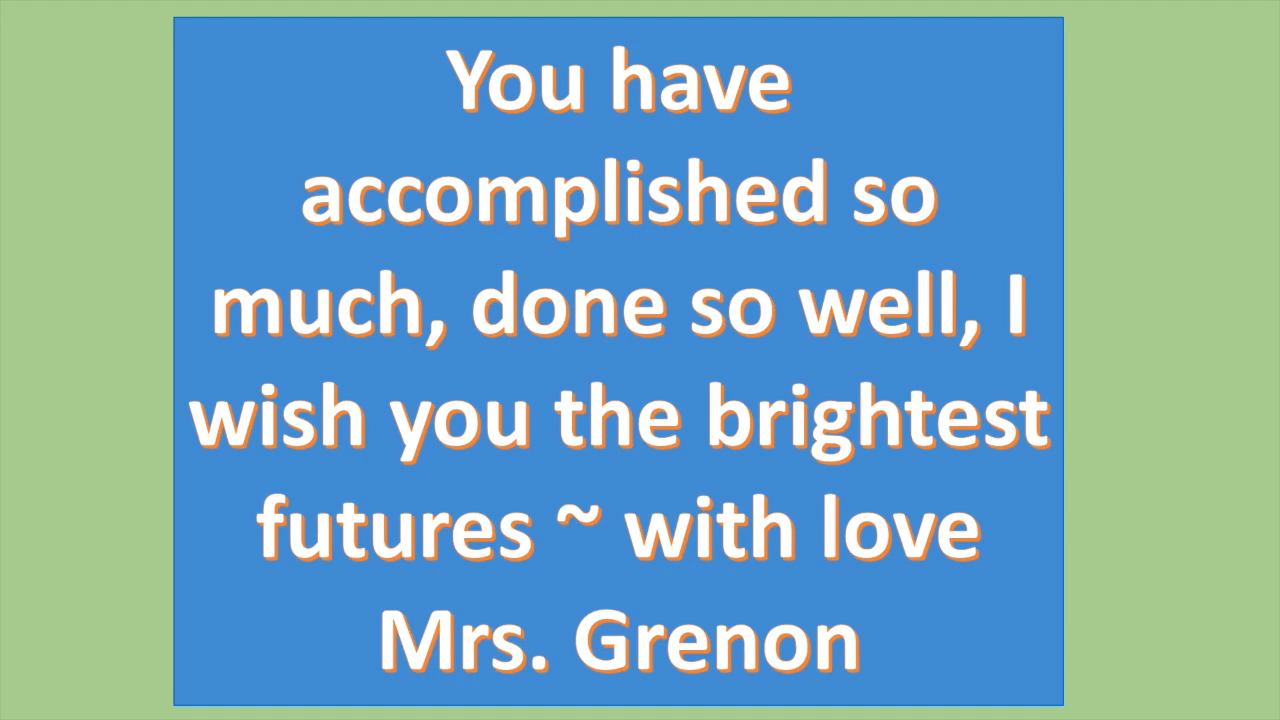 You have
accomplished so
much, done so well, I
wish you the brightest
futures ~ with love
Mrs. Grenon